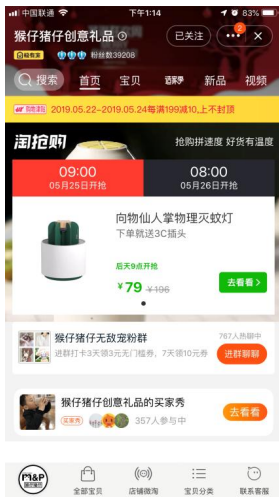 中国联通 下午1:14 83%
猴仔猪仔创意礼品
粉丝数39208
已关注
搜索 首页 宝贝 新品 视频
2019.05.22-2019.05.24每满199减10,上不封顶
淘抢购 抢购拼速度 好货有温度
09:00
05月25日开抢
08:00
05月26日开抢
向物仙人掌物理灭蚊灯
下单就送3C插头
后天9点开抢
¥79 ¥196
去看看
猴仔猪仔无敌宠粉群
767人热聊中
进群打卡3天领3元无门槛券，7天领10元券
进群聊聊
猴仔猪仔创意礼品的买家秀
买家秀 357人参与中
去看看
M&P
全部宝贝 店铺微淘 宝贝分类 联系客服